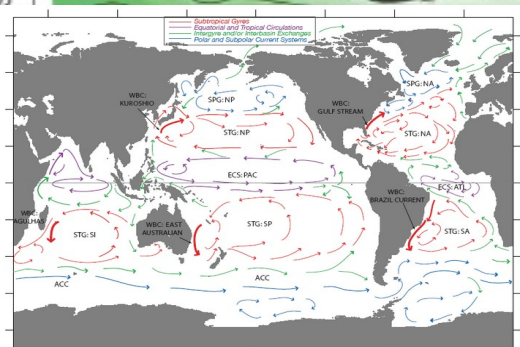 Subtropical Gyres
Equatorial and Tropical Circulations
Intergyre and/or Interbasin Exchanges
Polar and Subpolar Current Systems
WBC:
KUROSHIO
SPG: NP
STG: NP
WBC:
GULF STREAM
SPG: NA
STG: NA
ECS: PAC
ECS: ATL
WBC:
AGULHAS
STG: SI
WBC: EAST
AUSTRALIAN
STG: SP
WBC:
BRAZIL CURRENT
STG: SA
ACC
ACC